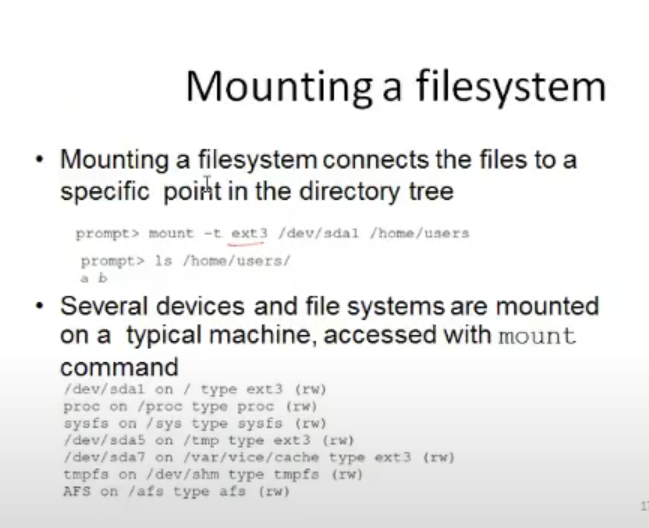 Mounting a filesystem
• Mounting a filesystem connects the files to a
specific point in the directory tree
prompt> mount -t ext3 /dev/sda1 /home/users
prompt> ls /home/users/
a b
• Several devices and file systems are mounted
on a typical machine, accessed with mount
command
/dev/sda1 on / type ext3 (rw)
proc on /proc type proc (rw)
sysfs on /sys type sysfs (rw)
/dev/sda5 on /tmp type ext3 (rw)
/dev/sda7 on /var/vice/cache type ext3 (rw)
tmpfs on /dev/shm type tmpfs (rw)
AFS on /afs type afs (rw)